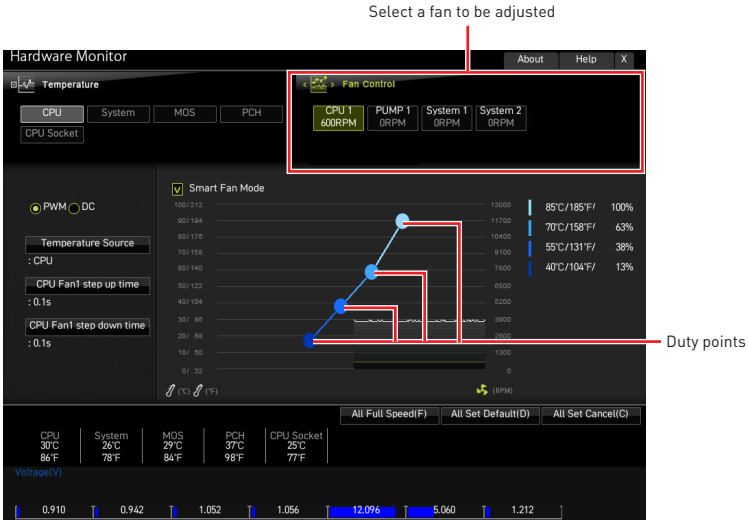 Select a fan to be adjusted
Hardware Monitor
About Help X
Temperature
< > Fan Control
CPU System MOS PCH
CPU Socket
CPU 1 PUMP 1 System 1 System 2
600RPM 0RPM 0RPM 0RPM
PWM DC
Temperature Source
: CPU
CPU Fan1 step up time
: 0.1s
CPU Fan1 step down time
: 0.1s
V Smart Fan Mode
100/212 13000
90/194 11700
80/176 10400
70/158 9100
60/140 7800
50/122 6500
40/104 5200
30/ 86 3900
20/ 68 2600
10/ 50 1300
0/ 32 0
(°C) (°F) (RPM)
85°C/185°F/ 100%
70°C/158°F/ 63%
55°C/131°F/ 38%
40°C/104°F/ 13%
Duty points
All Full Speed(F) All Set Default(D) All Set Cancel(C)
CPU System MOS PCH CPU Socket
30°C 26°C 29°C 37°C 25°C
86°F 78°F 84°F 98°F 77°F
Voltage(V)
0.910 0.942 1.052 1.056 12.096 5.060 1.212